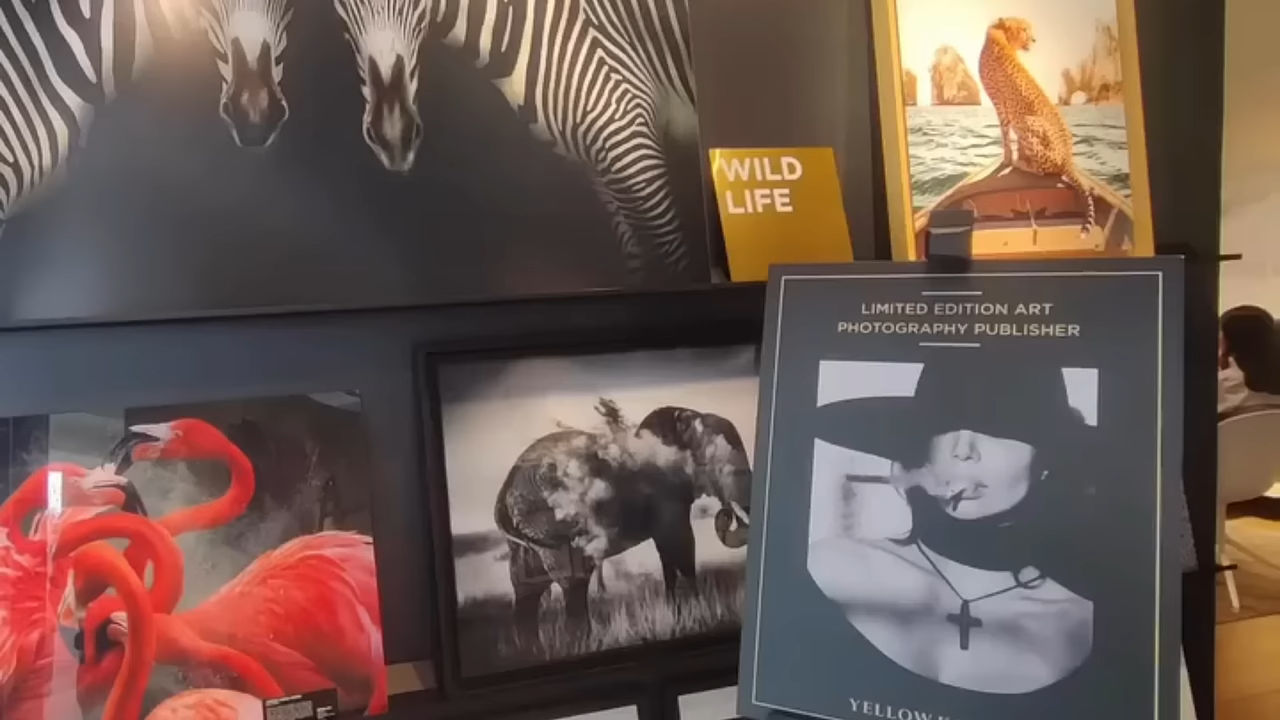 WILD
LIFE
LIMITED EDITION ART
PHOTOGRAPHY PUBLISHER
YELLOW